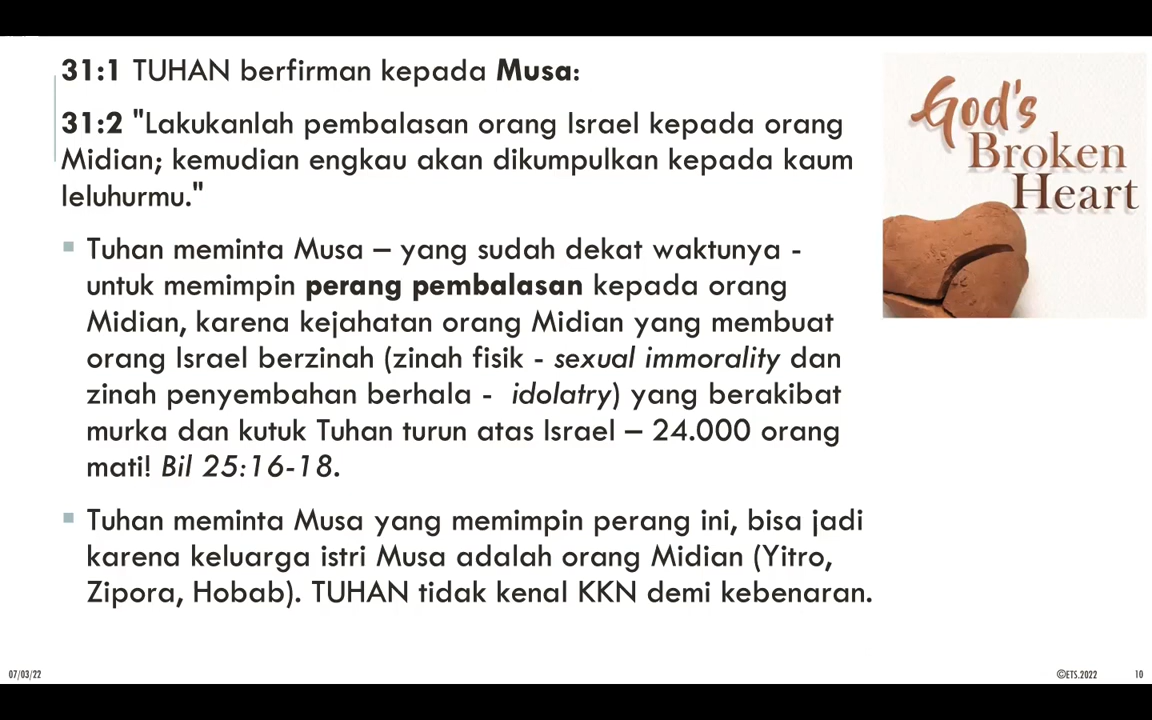 31:1 TUHAN berfirman kepada Musa:
31:2 "Lakukanlah pembalasan orang Israel kepada orang
Midian; kemudian engkau akan dikumpulkan kepada kaum
leluhurmu."
▪ Tuhan meminta Musa – yang sudah dekat waktunya -
untuk memimpin perang pembalasan kepada orang
Midian, karena kejahatan orang Midian yang membuat
orang Israel berzinah (zinah fisik - sexual immorality dan
zinah penyembahan berhala - idolatry) yang berakibat
murka dan kutuk Tuhan turun atas Israel – 24.000 orang
mati! Bil 25:16-18.
▪ Tuhan meminta Musa yang memimpin perang ini, bisa jadi
karena keluarga istri Musa adalah orang Midian (Yitro,
Zipora, Hobab). TUHAN tidak kenal KKN demi kebenaran.
God's
Broken
Heart
07/03/22
©ETS.2022
10